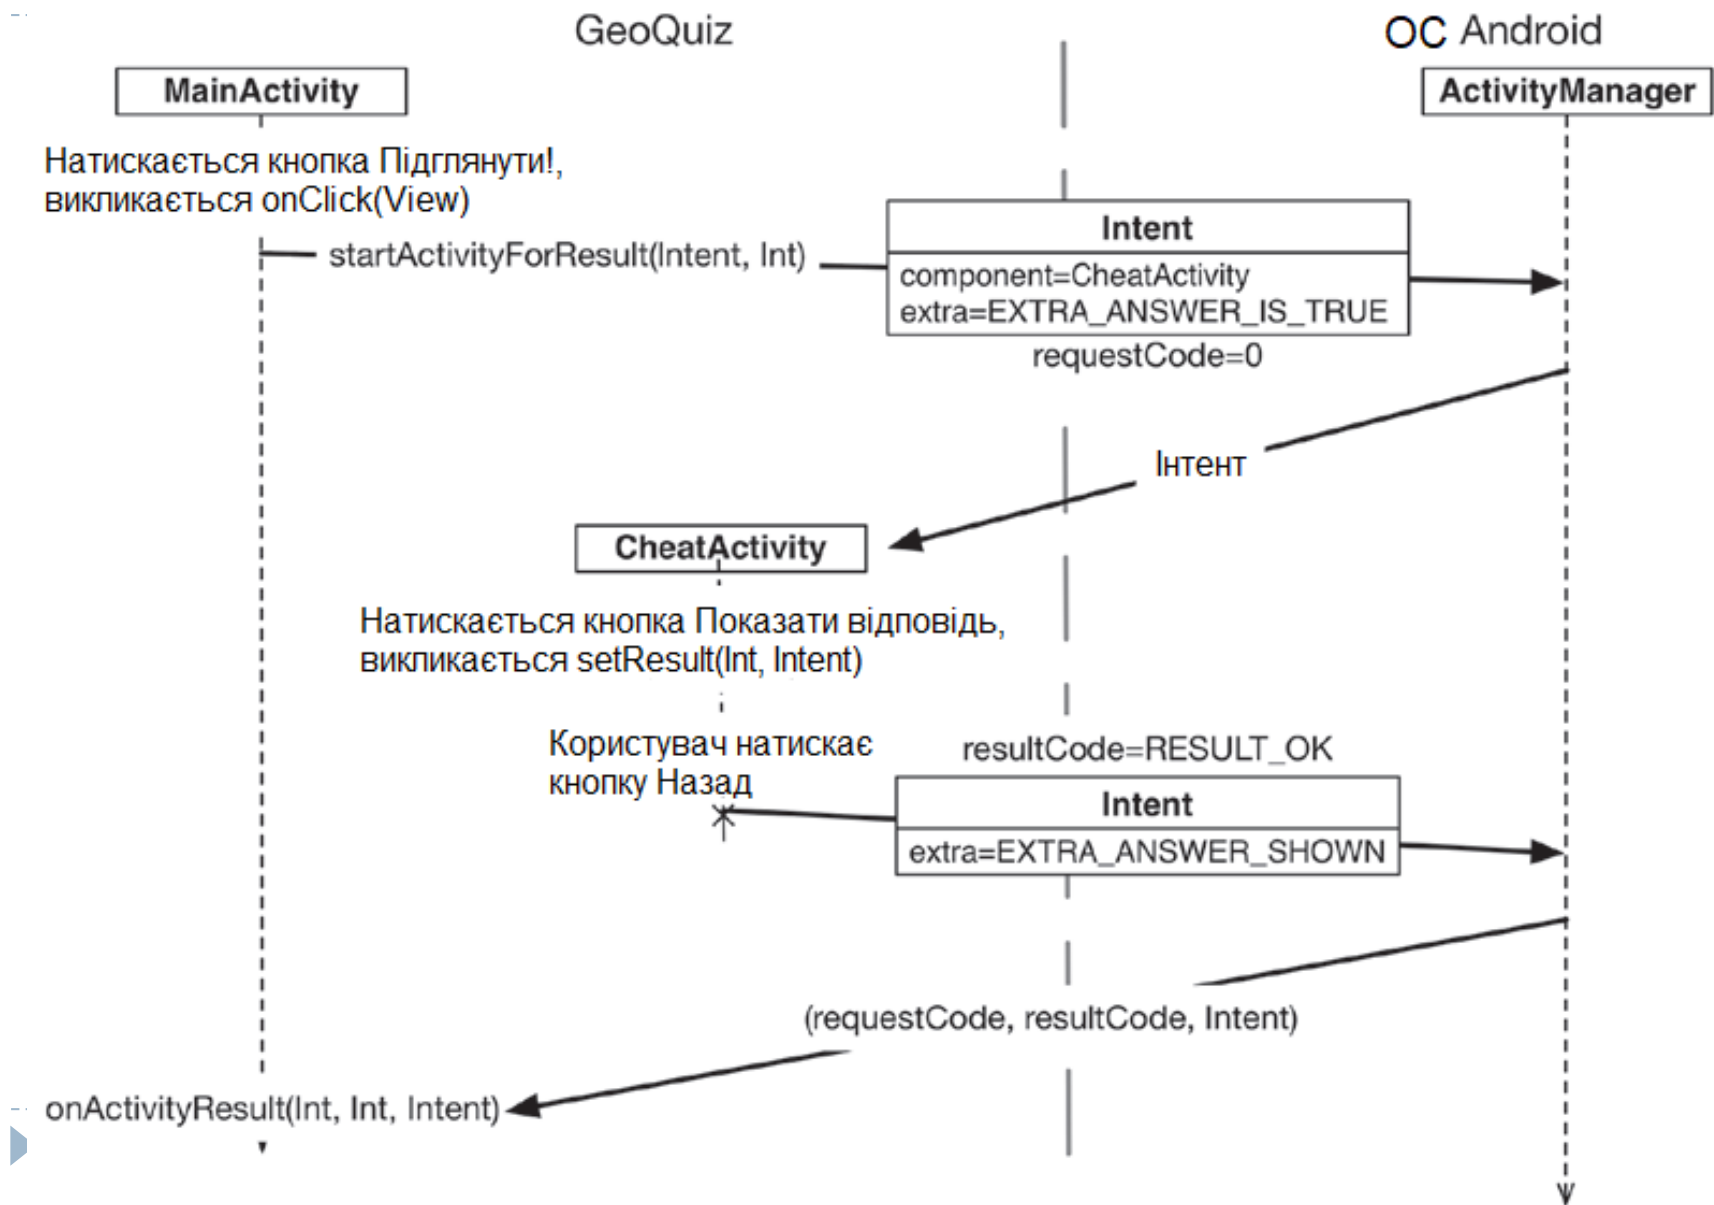 GeoQuiz
ОС Android
MainActivity
ActivityManager
Натискається кнопка Підглянути!,
викликається onClick(View)
startActivityForResult(Intent, Int)
Intent
component=CheatActivity
extra=EXTRA_ANSWER_IS_TRUE
requestCode=0
Інтент
CheatActivity
Натискається кнопка Показати відповідь,
викликається setResult(Int, Intent)
Користувач натискає
кнопку Назад
resultCode=RESULT_OK
Intent
extra=EXTRA_ANSWER_SHOWN
(requestCode, resultCode, Intent)
onActivityResult(Int, Int, Intent)